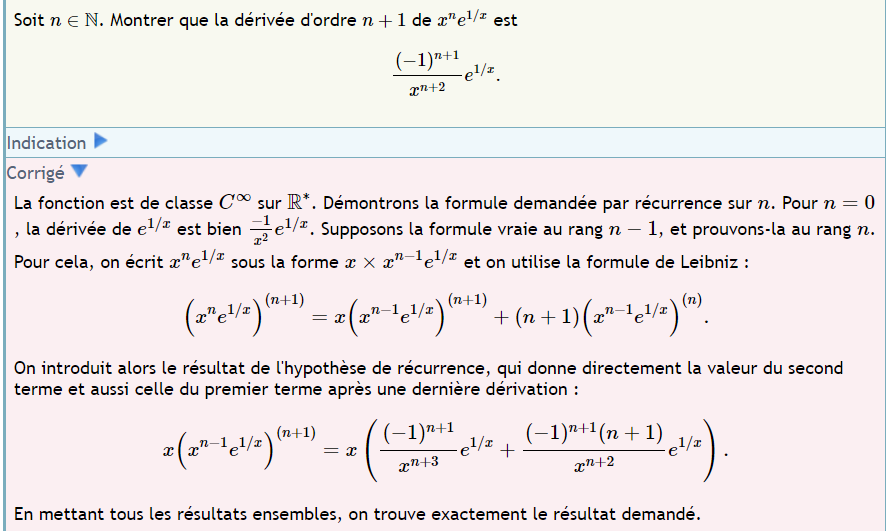 Soit $n \in \mathbb{N}$. Montrer que la dérivée d'ordre $n+1$ de $x^n e^{1/x}$ est
$\frac{(-1)^{n+1}}{x^{n+2}} e^{1/x}.$
Indication
Corrigé
La fonction est de classe $C^\infty$ sur $\mathbb{R}^*$. Démontrons la formule demandée par récurrence sur $n$. Pour $n = 0$
, la dérivée de $e^{1/x}$ est bien $\frac{-1}{x^2} e^{1/x}$. Supposons la formule vraie au rang $n-1$, et prouvons-la au rang $n$.
Pour cela, on écrit $x^n e^{1/x}$ sous la forme $x \times x^{n-1} e^{1/x}$ et on utilise la formule de Leibniz :
$\left(x^n e^{1/x}\right)^{(n+1)} = x\left(x^{n-1} e^{1/x}\right)^{(n+1)} + (n+1)\left(x^{n-1} e^{1/x}\right)^{(n)}.$
On introduit alors le résultat de l'hypothèse de récurrence, qui donne directement la valeur du second
terme et aussi celle du premier terme après une dernière dérivation :
$x\left(x^{n-1} e^{1/x}\right)^{(n+1)} = x\left(\frac{(-1)^{n+1}}{x^{n+3}} e^{1/x} + \frac{(-1)^{n+1}(n+1)}{x^{n+2}} e^{1/x}\right).$
En mettant tous les résultats ensembles, on trouve exactement le résultat demandé.